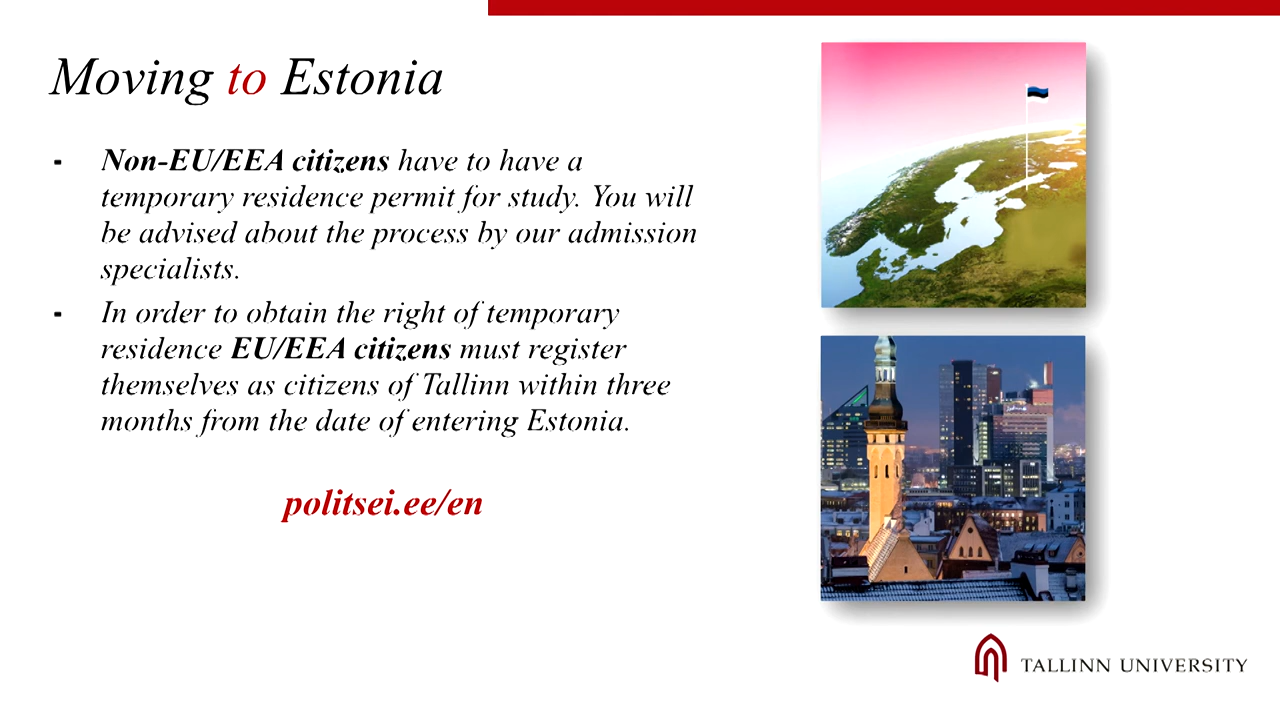 Moving to Estonia
- Non-EU/EEA citizens have to have a
temporary residence permit for study. You will
be advised about the process by our admission
specialists.
- In order to obtain the right of temporary
residence EU/EEA citizens must register
themselves as citizens of Tallinn within three
months from the date of entering Estonia.
politsei.ee/en
TALLINN UNIVERSITY